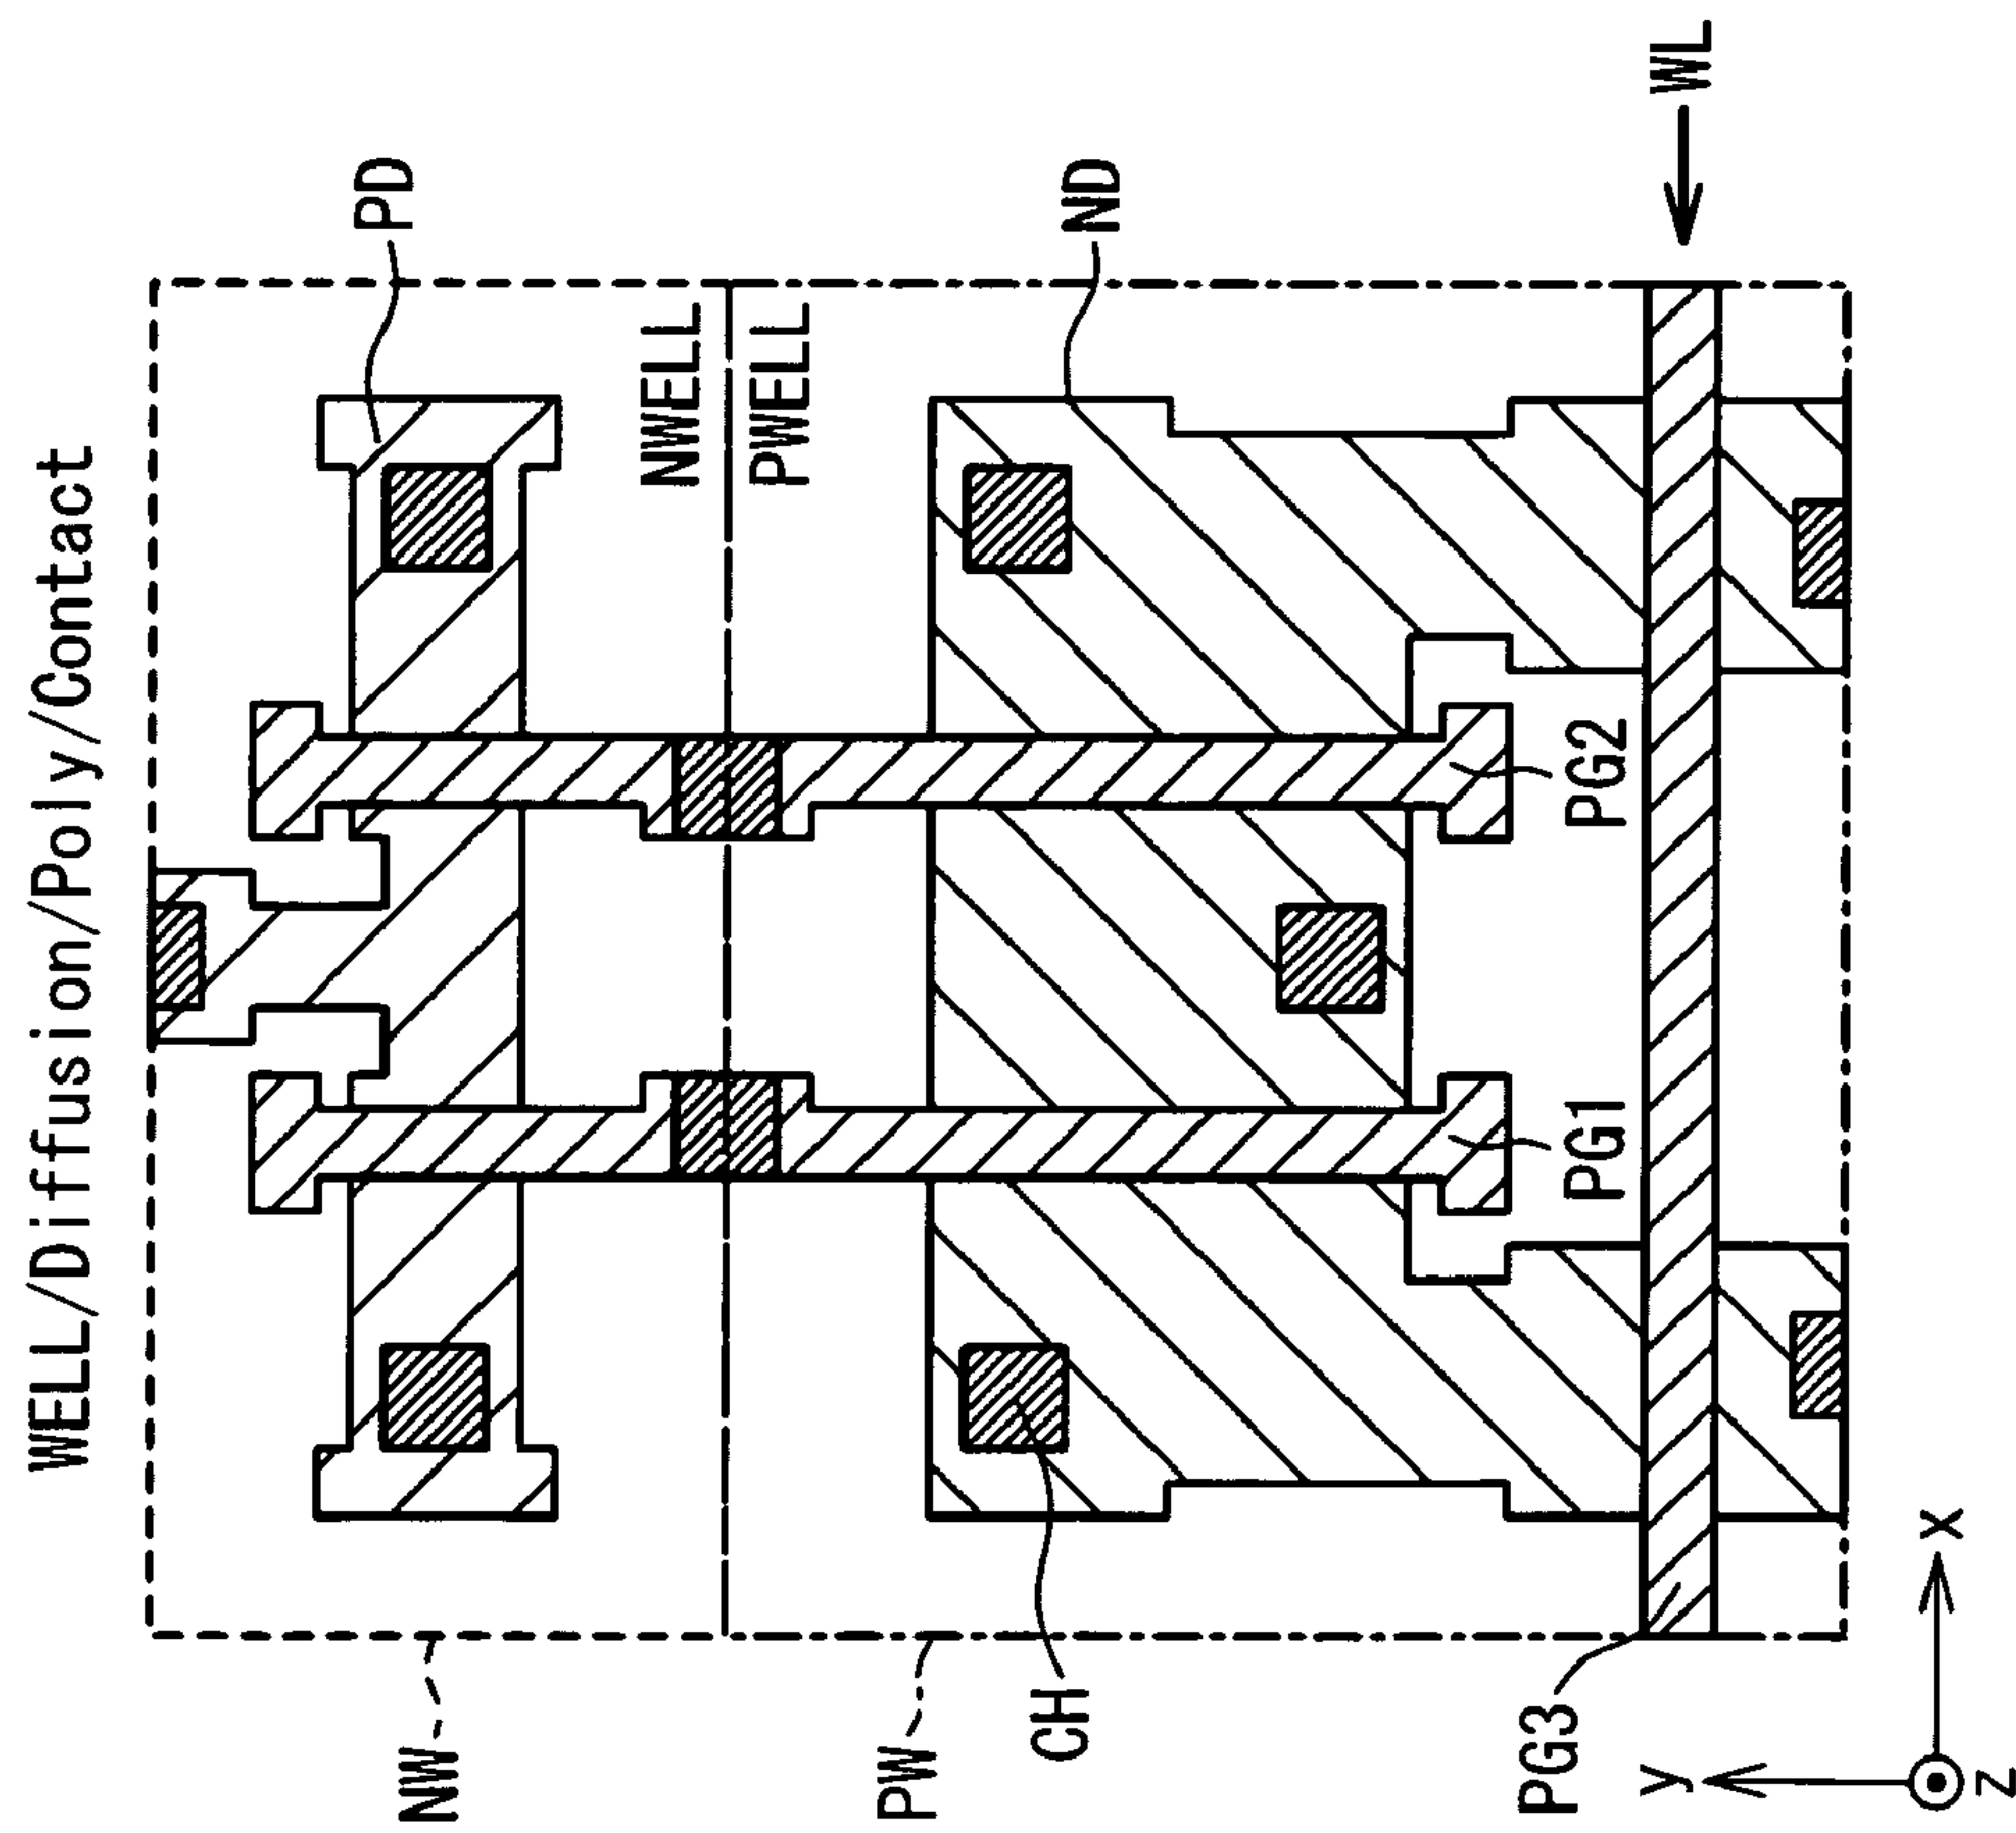 WELL/Diffusion/Poly/Contact
PD
ND
NWELL
PWELL
WL
PG2
PG1
NW
PW
CH
PG3
y
x
z